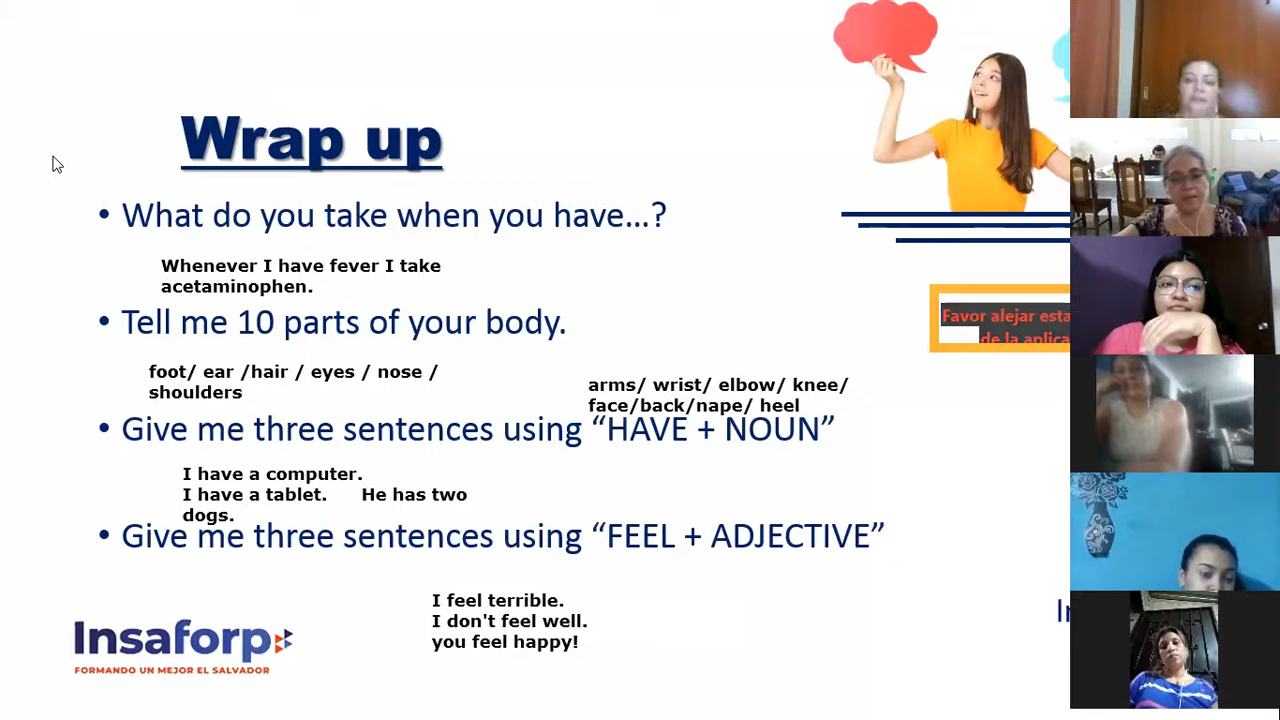 Wrap up
• What do you take when you have...?
Whenever I have fever I take
acetaminophen.
• Tell me 10 parts of your body.
Favor alejar esta
de la aplica
foot/ ear /hair / eyes / nose /
shoulders
arms/ wrist/ elbow/ knee/
face/back/nape/ heel
• Give me three sentences using “HAVE + NOUN”
I have a computer.
I have a tablet. He has two
dogs.
• Give me three sentences using “FEEL + ADJECTIVE”
I feel terrible.
I don't feel well.
you feel happy!
Insaforp
FORMANDO UN MEJOR EL SALVADOR